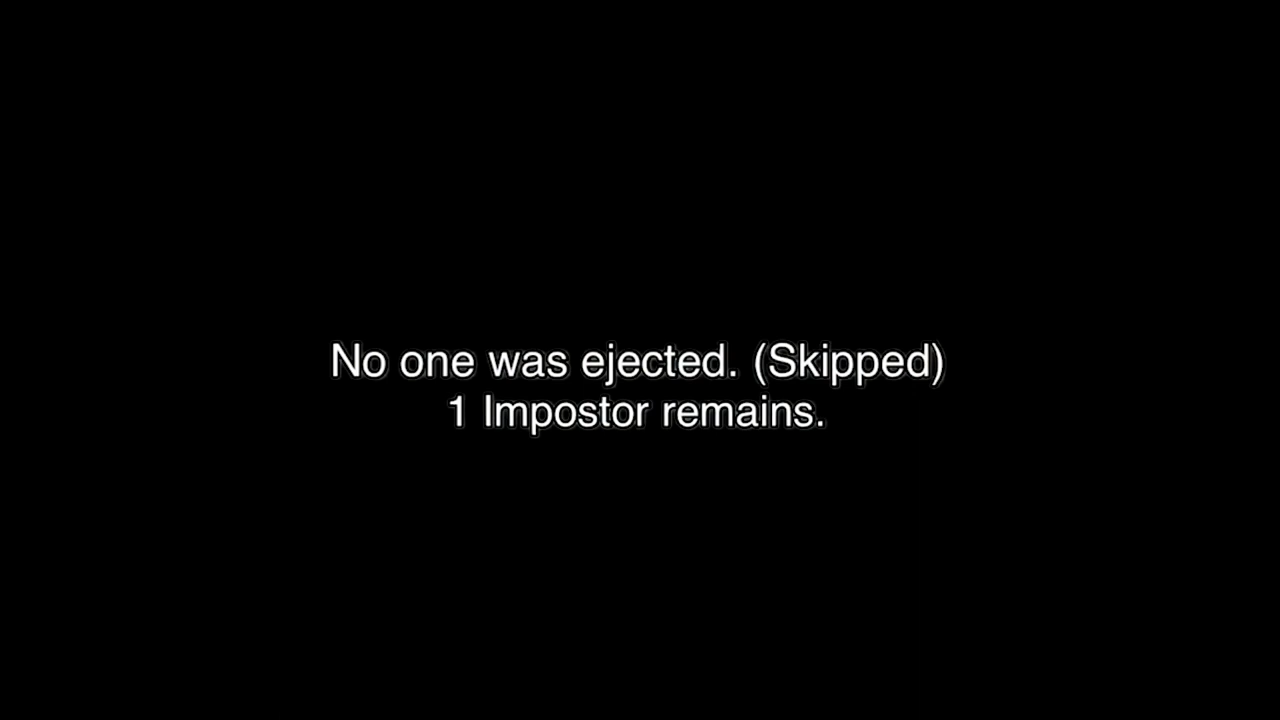 No one was ejected. (Skipped)
1 Impostor remains.